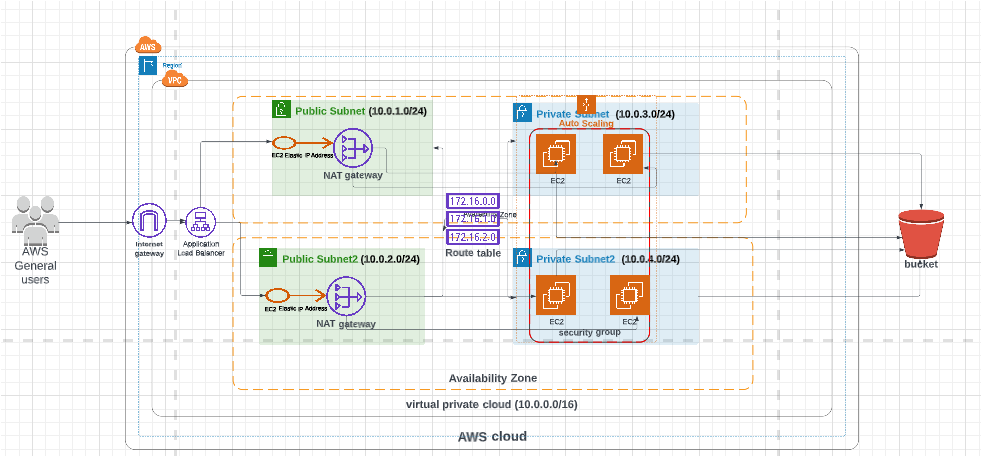 AWS
Region
VPC
Public Subnet (10.0.1.0/24)
Private Subnet (10.0.3.0/24)
Auto Scaling
EC2 Elastic IP Address
NAT gateway
EC2
EC2
172.16.0.0
172.16.1.0
172.16.2.0
Route table
AWS
General
users
Internet
gateway
Application
Load Balancer
Public Subnet2 (10.0.2.0/24)
Private Subnet2 (10.0.4.0/24)
bucket
EC2 Elastic IP Address
NAT gateway
EC2
EC2
security group
Availability Zone
virtual private cloud (10.0.0.0/16)
AWS cloud